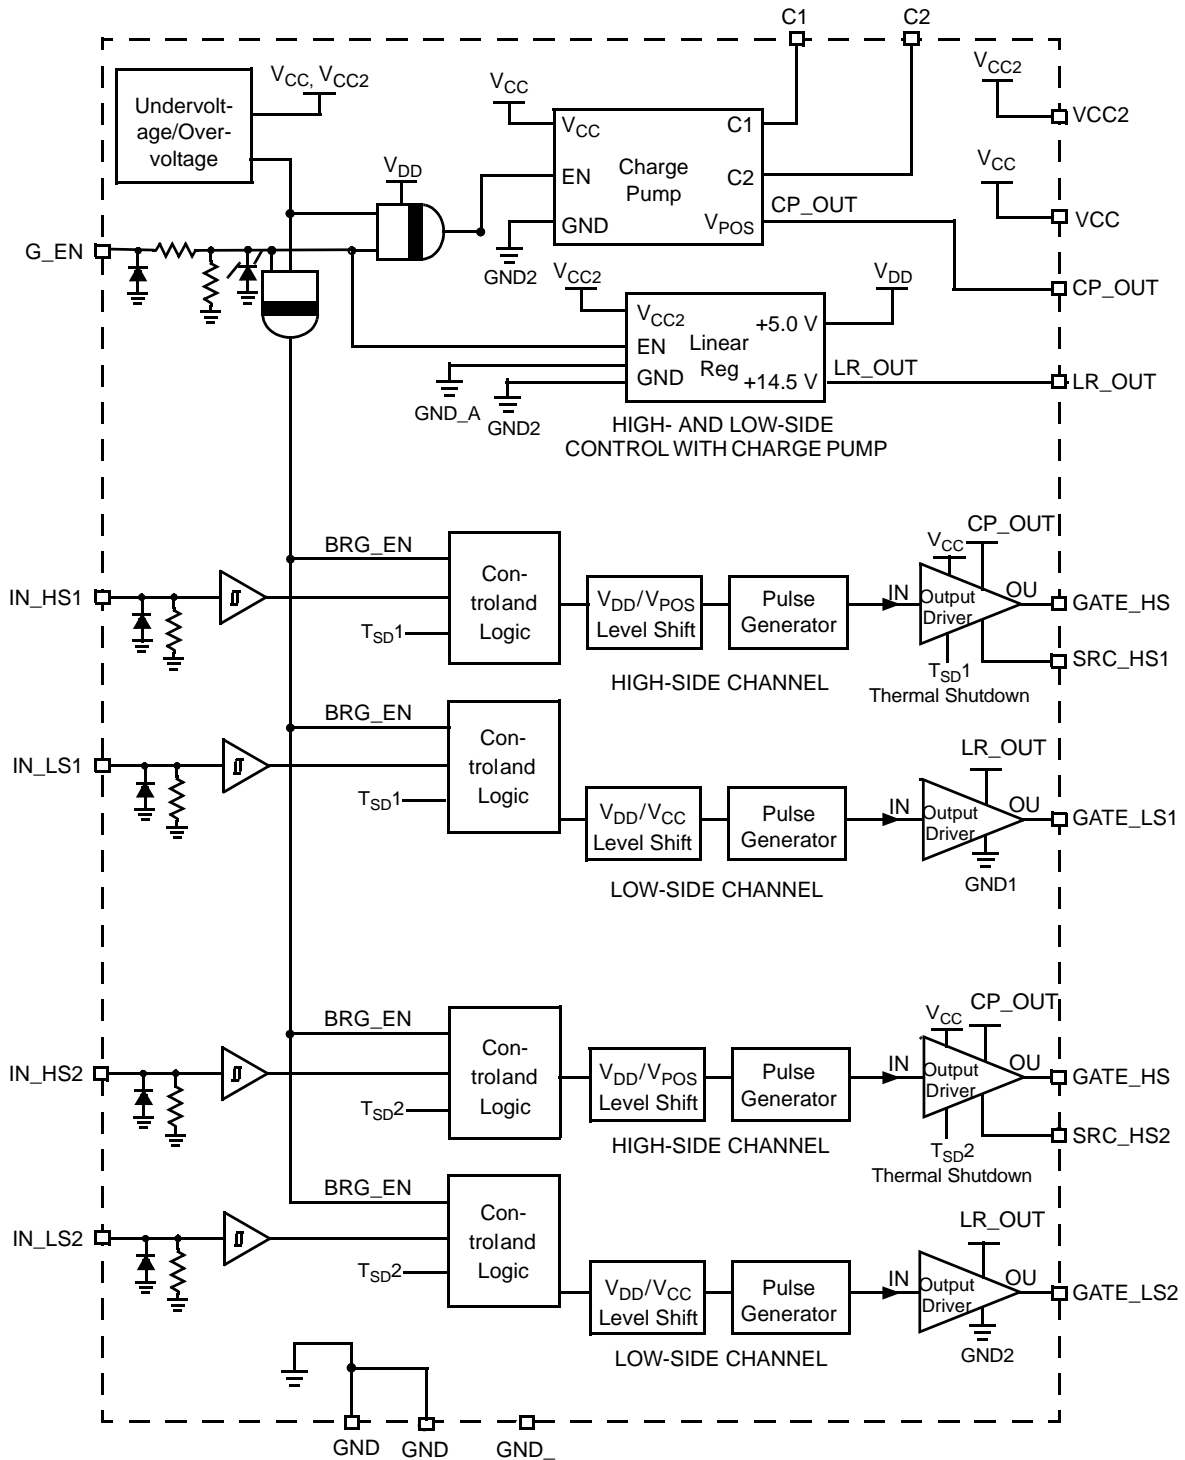 C1
C2
Undervolt-
age/Over-
voltage
VCC, VCC2
VCC
VCC
EN
GND
Charge
Pump
C1
C2
VPOS
CP_OUT
GND2
VCC2
VCC2
VCC
VCC
CP_OUT
VDD
G_EN
VCC2
VCC2
EN
GND
Linear
Reg
+5.0 V
+14.5 V
VDD
LR_OUT
LR_OUT
GND_A
GND2
HIGH- AND LOW-SIDE
CONTROL WITH CHARGE PUMP
IN_HS1
BRG_EN
TSD1
Con-
troland
Logic
VDD/VPOS
Level Shift
Pulse
Generator
HIGH-SIDE CHANNEL
IN
VCC
CP_OUT
Output
Driver
OU
GATE_HS
SRC_HS1
TSD1
Thermal Shutdown
IN_LS1
BRG_EN
TSD1
Con-
troland
Logic
VDD/VCC
Level Shift
Pulse
Generator
LOW-SIDE CHANNEL
IN
LR_OUT
Output
Driver
OU
GATE_LS1
GND1
IN_HS2
BRG_EN
TSD2
Con-
troland
Logic
VDD/VPOS
Level Shift
Pulse
Generator
HIGH-SIDE CHANNEL
IN
VCC
CP_OUT
Output
Driver
OU
GATE_HS
SRC_HS2
TSD2
Thermal Shutdown
IN_LS2
BRG_EN
TSD2
Con-
troland
Logic
VDD/VCC
Level Shift
Pulse
Generator
LOW-SIDE CHANNEL
IN
LR_OUT
Output
Driver
OU
GATE_LS2
GND2
GND
GND
GND_